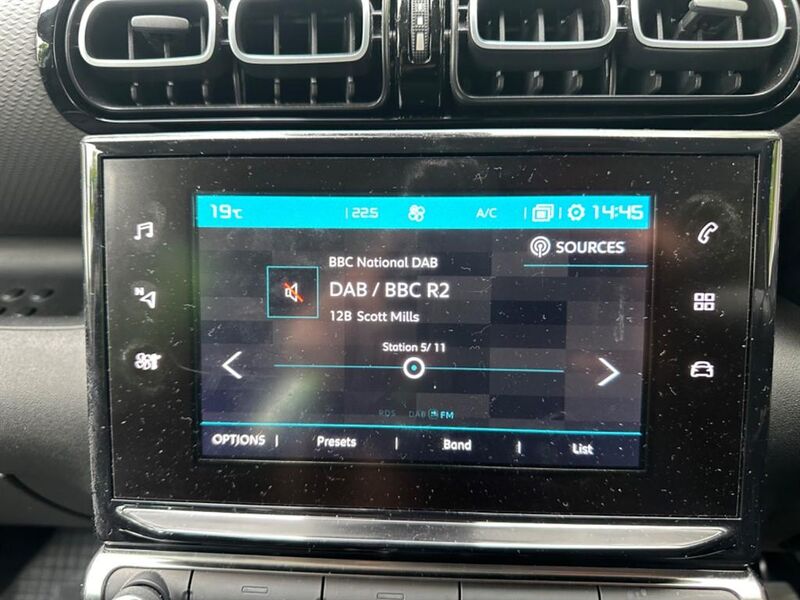 19°C | 22.5 A/C | | 14:45
SOURCES
BBC National DAB
DAB / BBC R2
12B Scott Mills
Station 5/ 11
N
RDS DAB FM
OPTIONS | Presets | Band | List